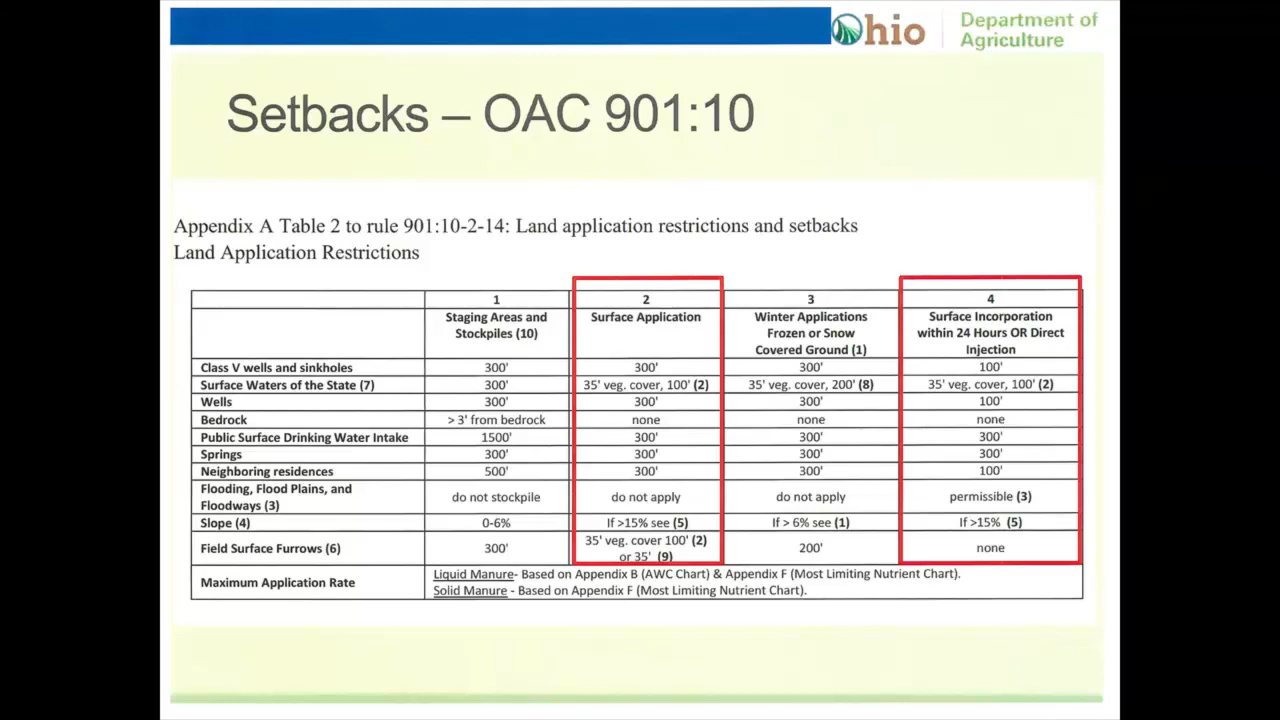 Ohio
Department of
Agriculture
Setbacks – OAC 901:10
Appendix A Table 2 to rule 901:10-2-14: Land application restrictions and setbacks
Land Application Restrictions
1 2 3 4
Staging Areas and Stockpiles (10) Surface Application Winter Applications Frozen or Snow Covered Ground (1) Surface Incorporation within 24 Hours OR Direct Injection
Class V wells and sinkholes 300' 300' 300' 100'
Surface Waters of the State (7) 300' 35' veg. cover, 100' (2) 35' veg. cover, 200' (8) 35' veg. cover, 100' (2)
Wells 300' 300' 300' 100'
Bedrock > 3' from bedrock none none none
Public Surface Drinking Water Intake 1500' 300' 300' 300'
Springs 300' 300' 300' 300'
Neighboring residences 500' 300' 300' 100'
Flooding, Flood Plains, and Floodways (3) do not stockpile do not apply do not apply permissible (3)
Slope (4) 0-6% If >15% see (5) If > 6% see (1) If >15% (5)
Field Surface Furrows (6) 300' 35' veg. cover 100' (2) or 35' (9) 200' none
Maximum Application Rate Liquid Manure- Based on Appendix B (AWC Chart) & Appendix F (Most Limiting Nutrient Chart).
Solid Manure - Based on Appendix F (Most Limiting Nutrient Chart).